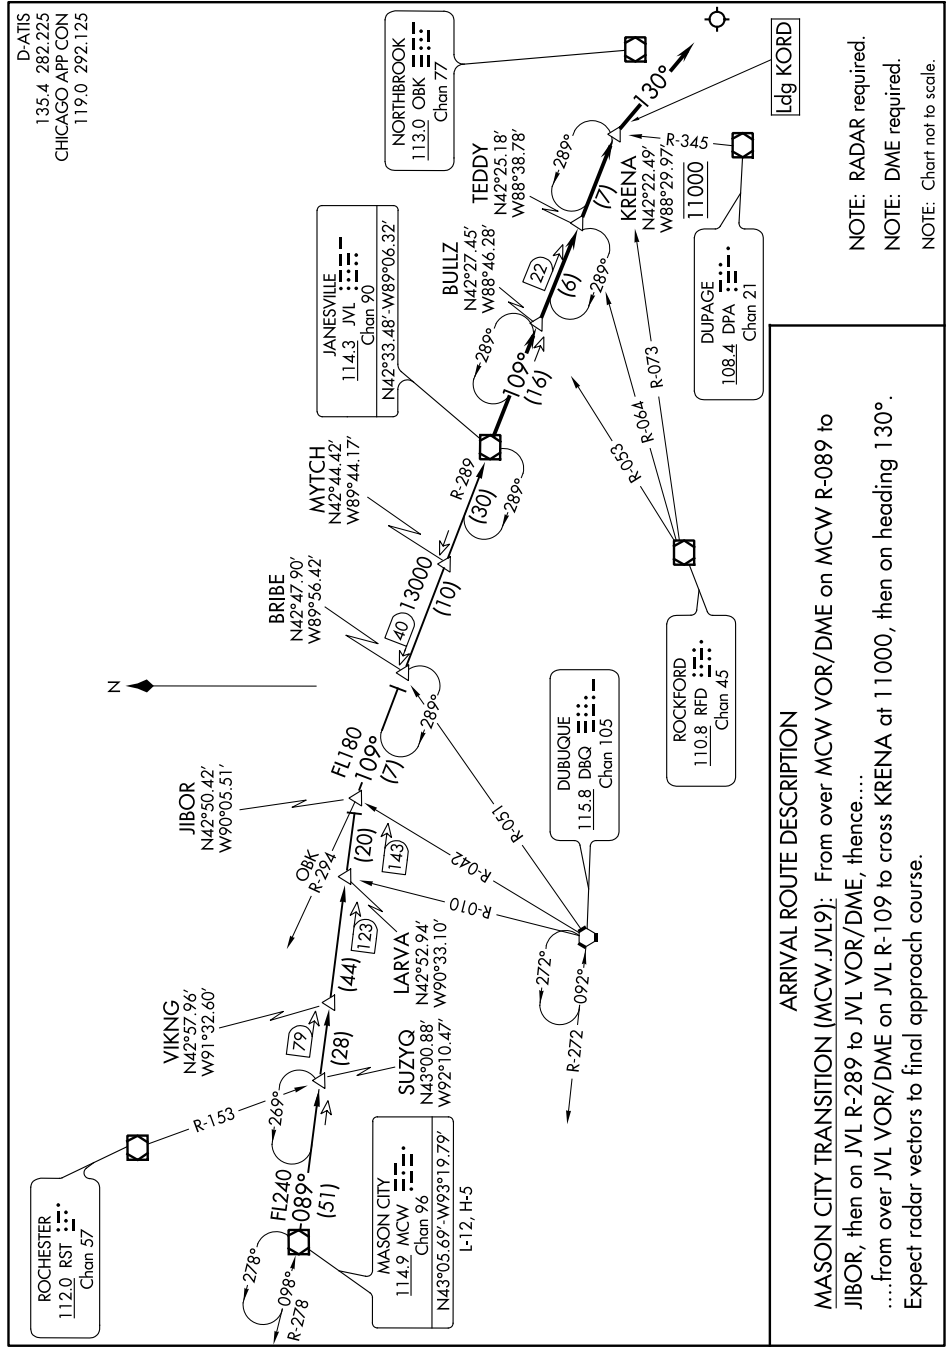 D-ATIS
135.4 282.225
CHICAGO APP CON
119.0 292.125
ROCHESTER
112.0 RST
Chan 57
R-153
278°
098°
R-278
FL240
089°
(51)
269°
MASON CITY
114.9 MCW
Chan 96
N43°05.69′-W93°19.79′
L-12, H-5
SUZYQ
N43°00.88′
W92°10.47′
(28)
79
VIKNG
N42°57.96′
W91°32.60′
(44)
123
LARVA
N42°52.94′
W90°33.10′
(20)
143
OBK
R-294
JIBOR
N42°50.42′
W90°05.51′
FL180
109°
(7)
289°
N
BRIBE
N42°47.90′
W89°56.42′
40
13000
(10)
MYTCH
N42°44.42′
W89°44.17′
R-289
(30)
289°
JANESVILLE
114.3 JVL
Chan 90
N42°33.48′-W89°06.32′
109°
(16)
289°
BULLZ
N42°27.45′
W88°46.28′
22
(6)
289°
TEDDY
N42°25.18′
W88°38.78′
(7)
289°
KRENA
N42°22.49′
W88°29.97′
11000
130°
NORTHBROOK
113.0 OBK
Chan 77
Ldg KORD
R-345
DUPAGE
108.4 DPA
Chan 21
R-073
R-064
R-053
ROCKFORD
110.8 RFD
Chan 45
DUBUQUE
115.8 DBQ
Chan 105
R-051
R-042
R-010
272°
092°
R-272
NOTE: RADAR required.
NOTE: DME required.
NOTE: Chart not to scale.
ARRIVAL ROUTE DESCRIPTION
MASON CITY TRANSITION (MCW.JVL9): From over MCW VOR/DME on MCW R-089 to
JIBOR, then on JVL R-289 to JVL VOR/DME, thence....
....from over JVL VOR/DME on JVL R-109 to cross KRENA at 11000, then on heading 130°.
Expect radar vectors to final approach course.